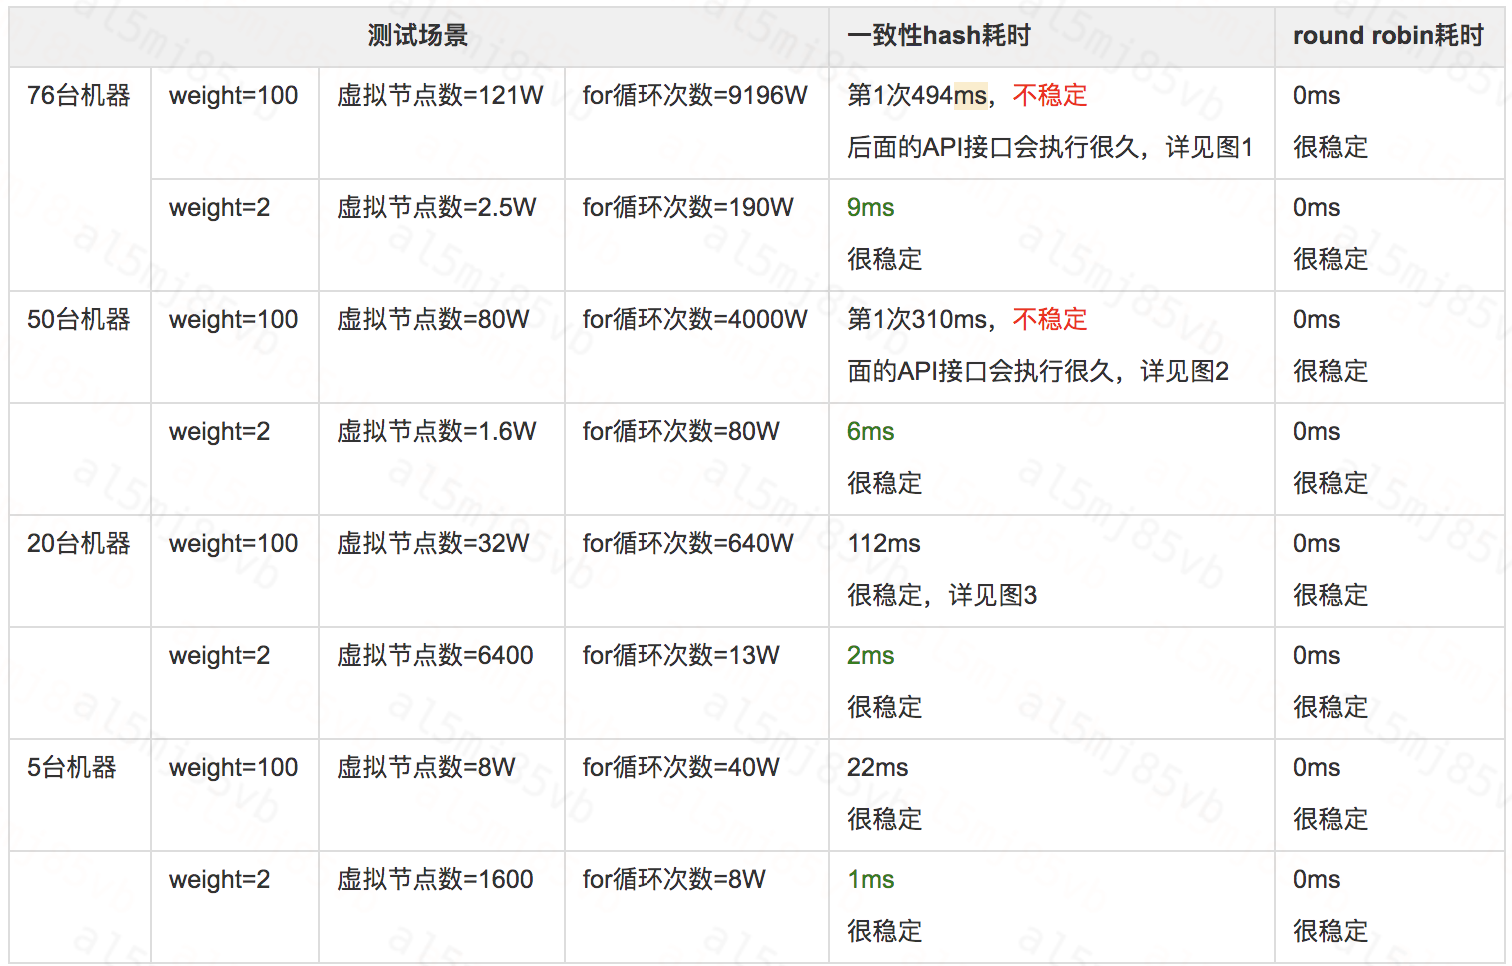 测试场景 一致性hash耗时 round robin耗时
76台机器 weight=100 虚拟节点数=121W for循环次数=9196W 第1次494ms，不稳定 0ms
后面的API接口会执行很久，详见图1 很稳定
weight=2 虚拟节点数=2.5W for循环次数=190W 9ms 0ms
很稳定 很稳定
50台机器 weight=100 虚拟节点数=80W for循环次数=4000W 第1次310ms，不稳定 0ms
面的API接口会执行很久，详见图2 很稳定
weight=2 虚拟节点数=1.6W for循环次数=80W 6ms 0ms
很稳定 很稳定
20台机器 weight=100 虚拟节点数=32W for循环次数=640W 112ms 0ms
很稳定，详见图3 很稳定
weight=2 虚拟节点数=6400 for循环次数=13W 2ms 0ms
很稳定 很稳定
5台机器 weight=100 虚拟节点数=8W for循环次数=40W 22ms 0ms
很稳定 很稳定
weight=2 虚拟节点数=1600 for循环次数=8W 1ms 0ms
很稳定 很稳定
al5mj85vb